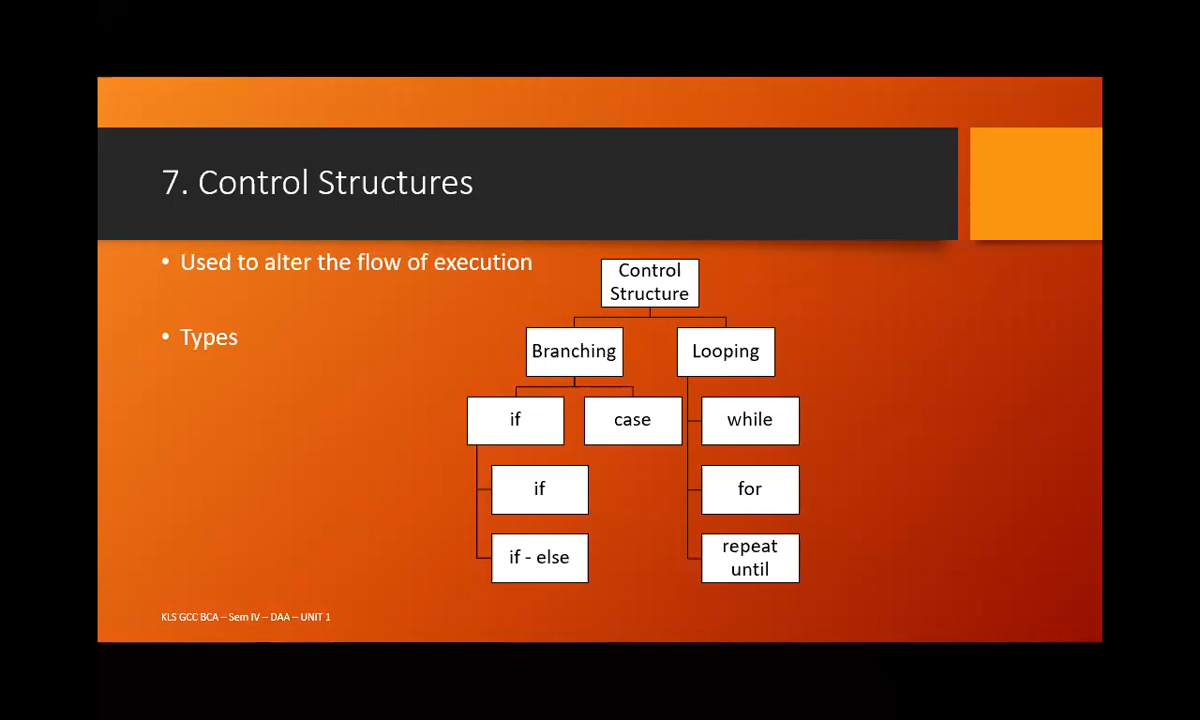 7. Control Structures
• Used to alter the flow of execution
• Types
Control
Structure
Branching
Looping
if
case
while
if
for
if - else
repeat
until
KLS GCC BCA – Sem IV – DAA – UNIT 1